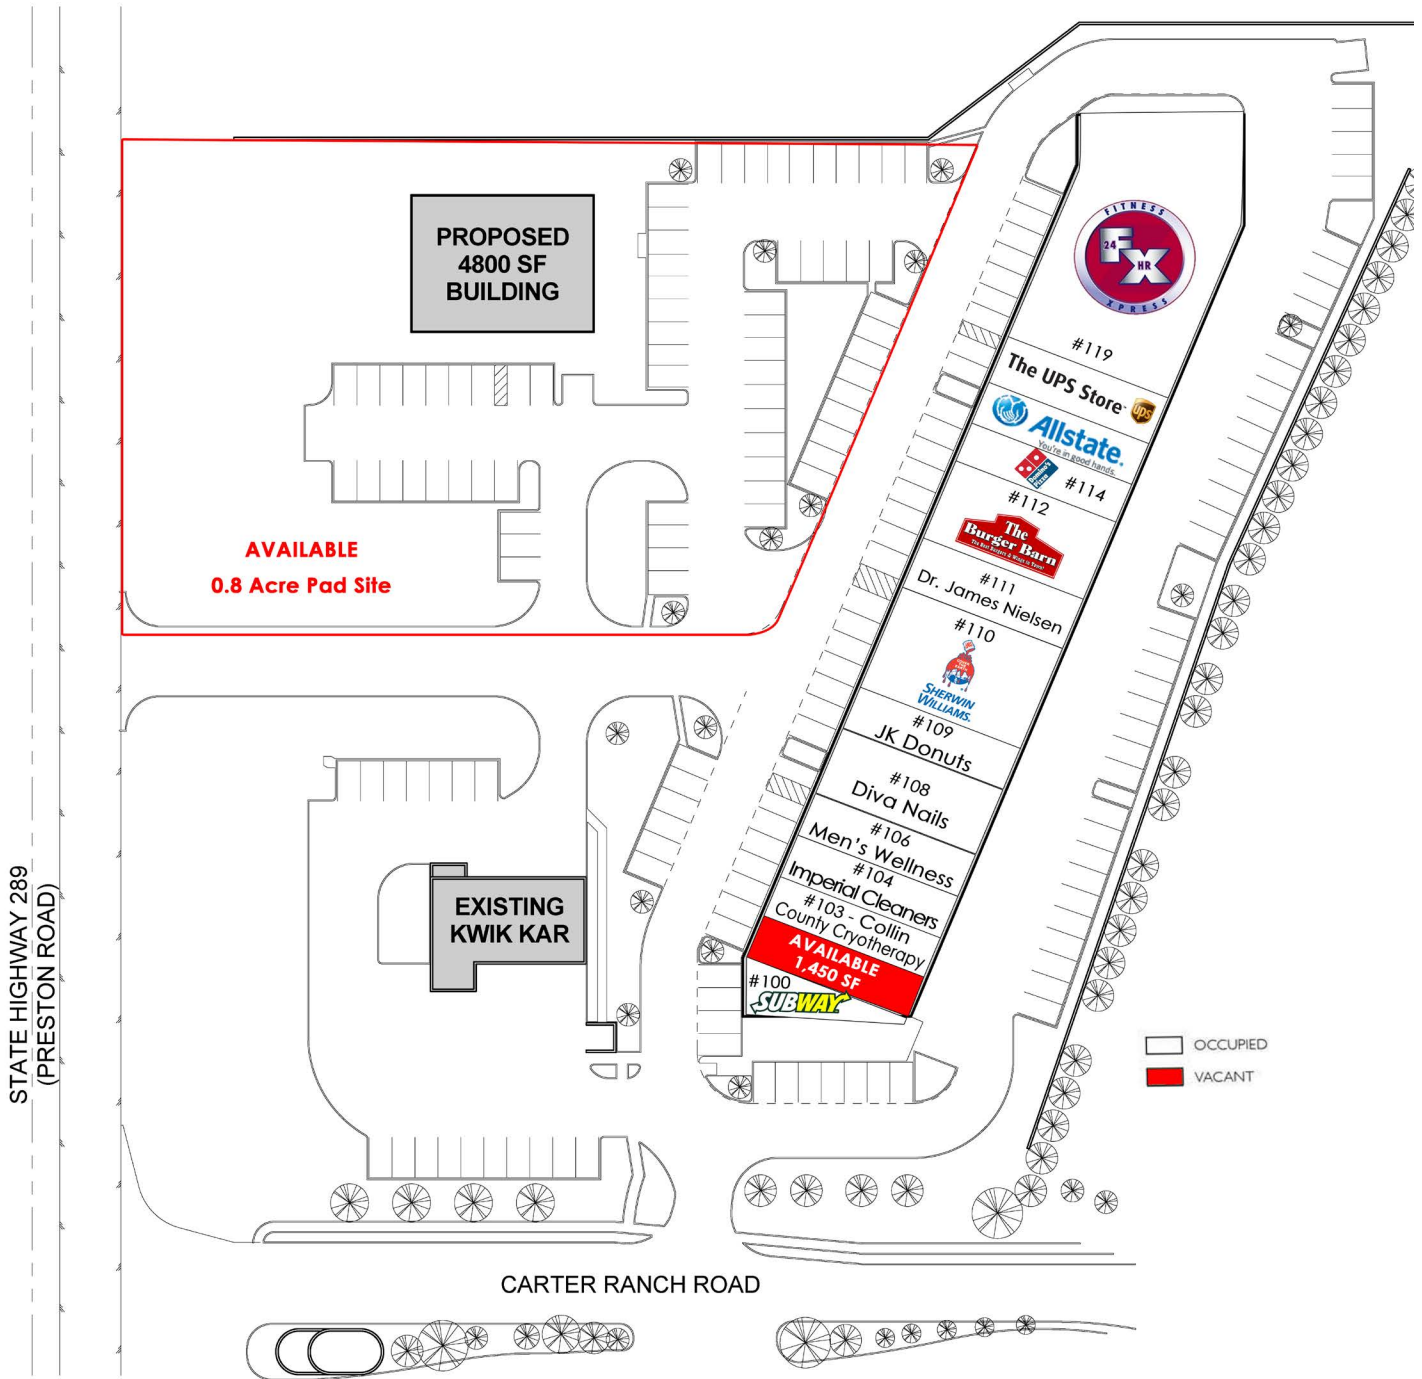 FITNESS
24
FX
HR
XPRESS
#119
The UPS Store
ups
Allstate.
You're in good hands.
Domino's
Pizza
#114
#112
The
Burger Barn
#111
Dr. James Nielsen
#110
SHERWIN
WILLIAMS.
#109
JK Donuts
#108
Diva Nails
#106
Men's Wellness
#104
Imperial Cleaners
#103 - Collin
County Cryotherapy
AVAILABLE
1,450 SF
#100
SUBWAY
PROPOSED
4800 SF
BUILDING
AVAILABLE
0.8 Acre Pad Site
EXISTING
KWIK KAR
STATE HIGHWAY 289
(PRESTON ROAD)
OCCUPIED
VACANT
CARTER RANCH ROAD